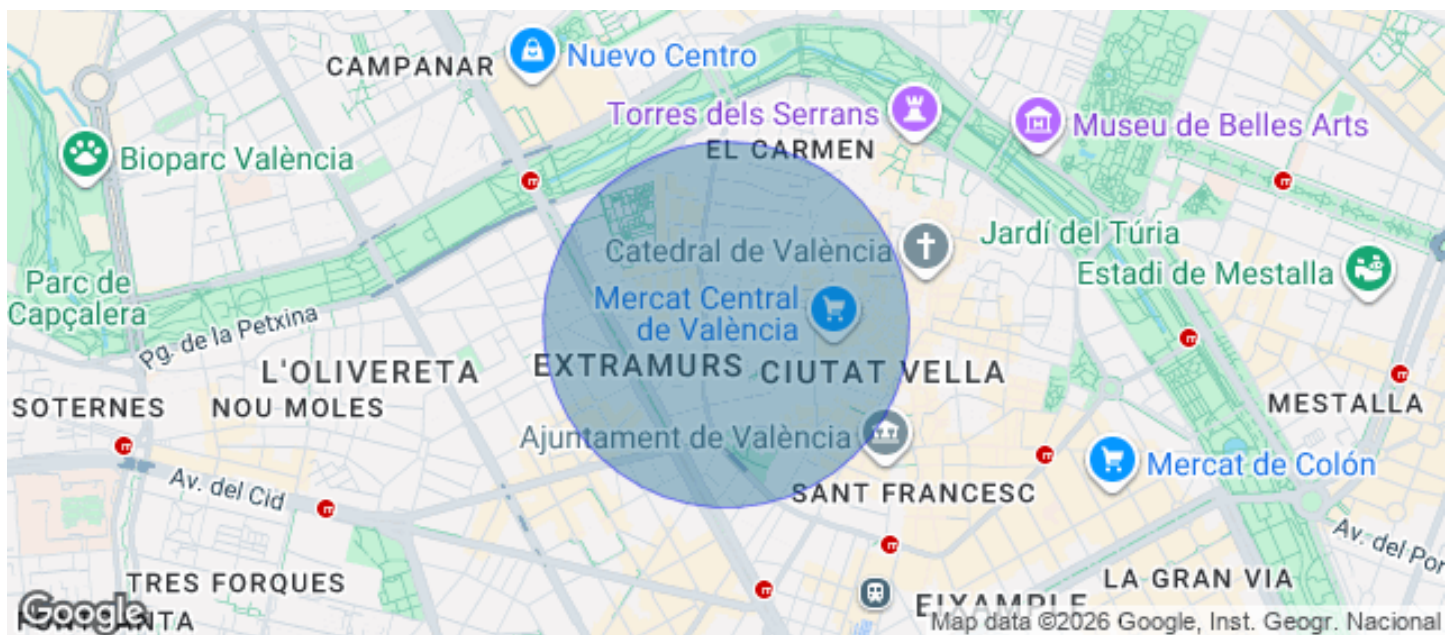 CAMPANAR
Nuevo Centro
Torres dels Serrans
EL CARMEN
Museu de Belles Arts
Bioparc València
Catedral de València
Jardí del Túria
Estadi de Mestalla
Parc de
Capçalera
Mercat Central
de València
Pg. de la Petxina
L'OLIVERETA
EXTRAMURS
CIUTAT VELLA
SOTERNES
NOU MOLES
MESTALLA
Ajuntament de València
Mercat de Colón
Av. del Cid
SANT FRANCESC
Av. del Por
TRES FORQUES
LA GRAN VIA
EIXAMPLE
Google
Map data ©2026 Google, Inst. Geogr. Nacional